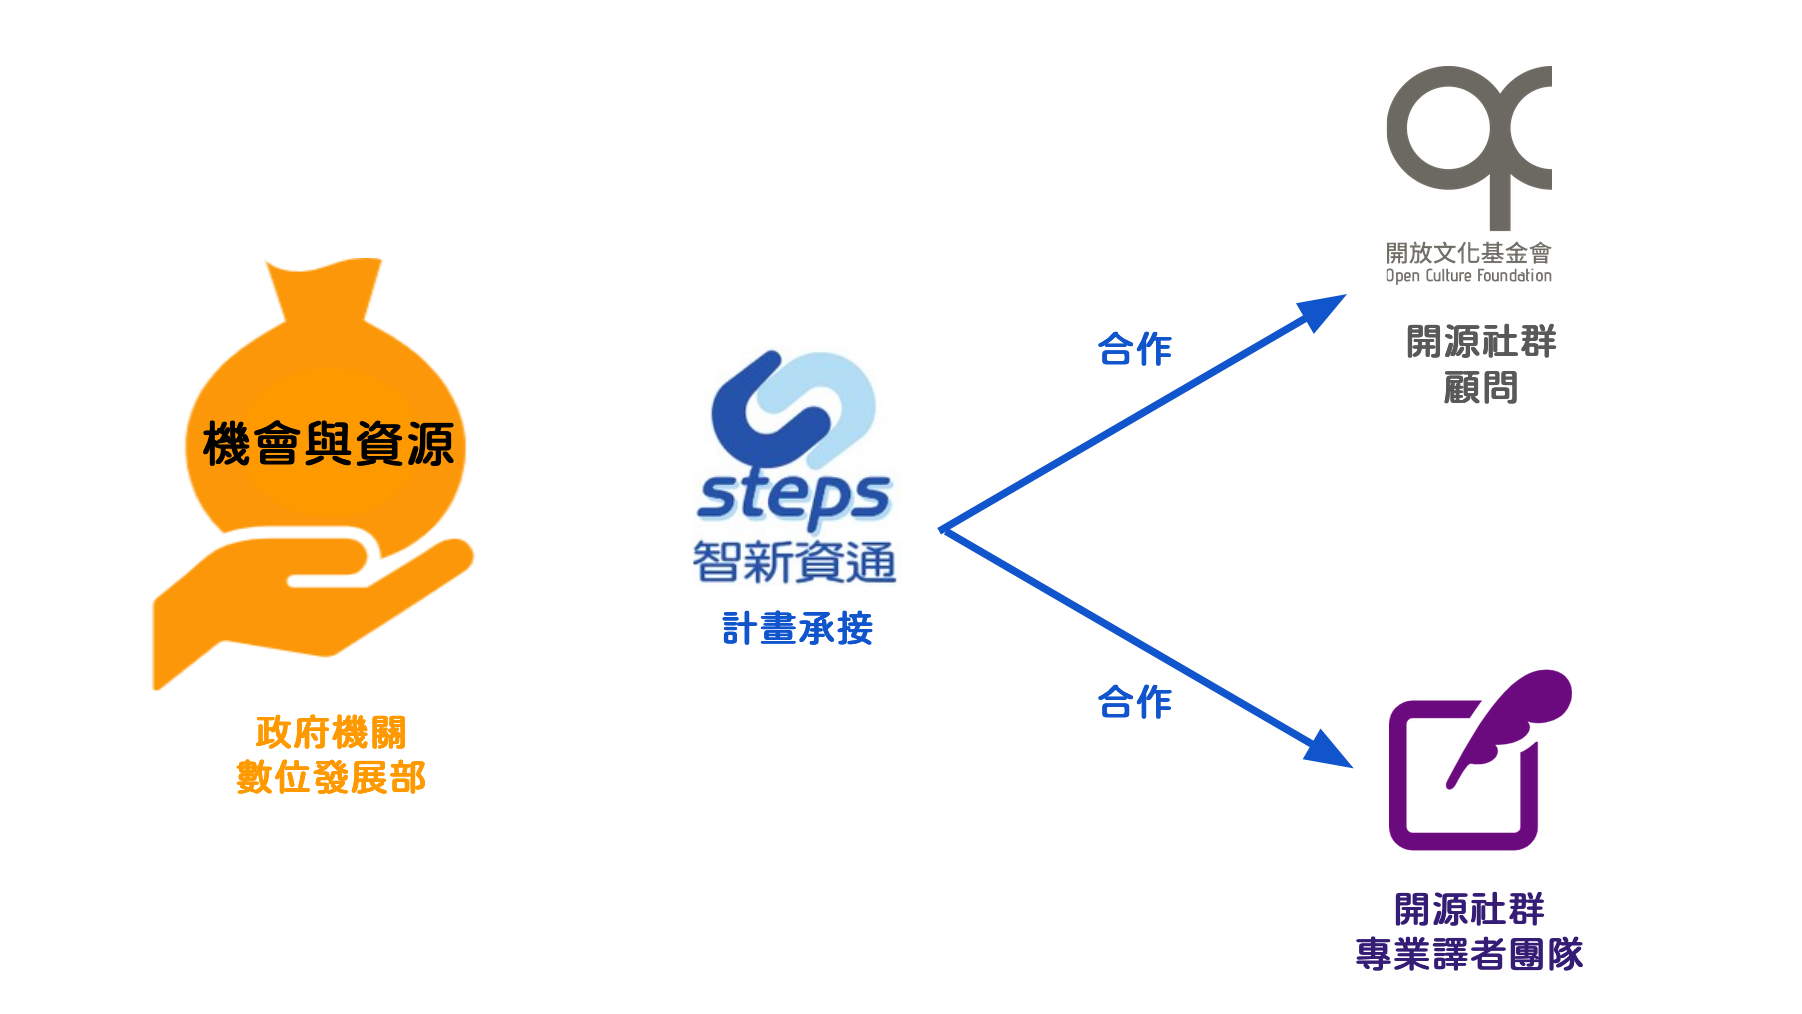 機會與資源
政府機關
數位發展部
steps
智新資通
計畫承接
合作
合作
開放文化基金會
Open Culture Foundation
開源社群
顧問
開源社群
專業譯者團隊